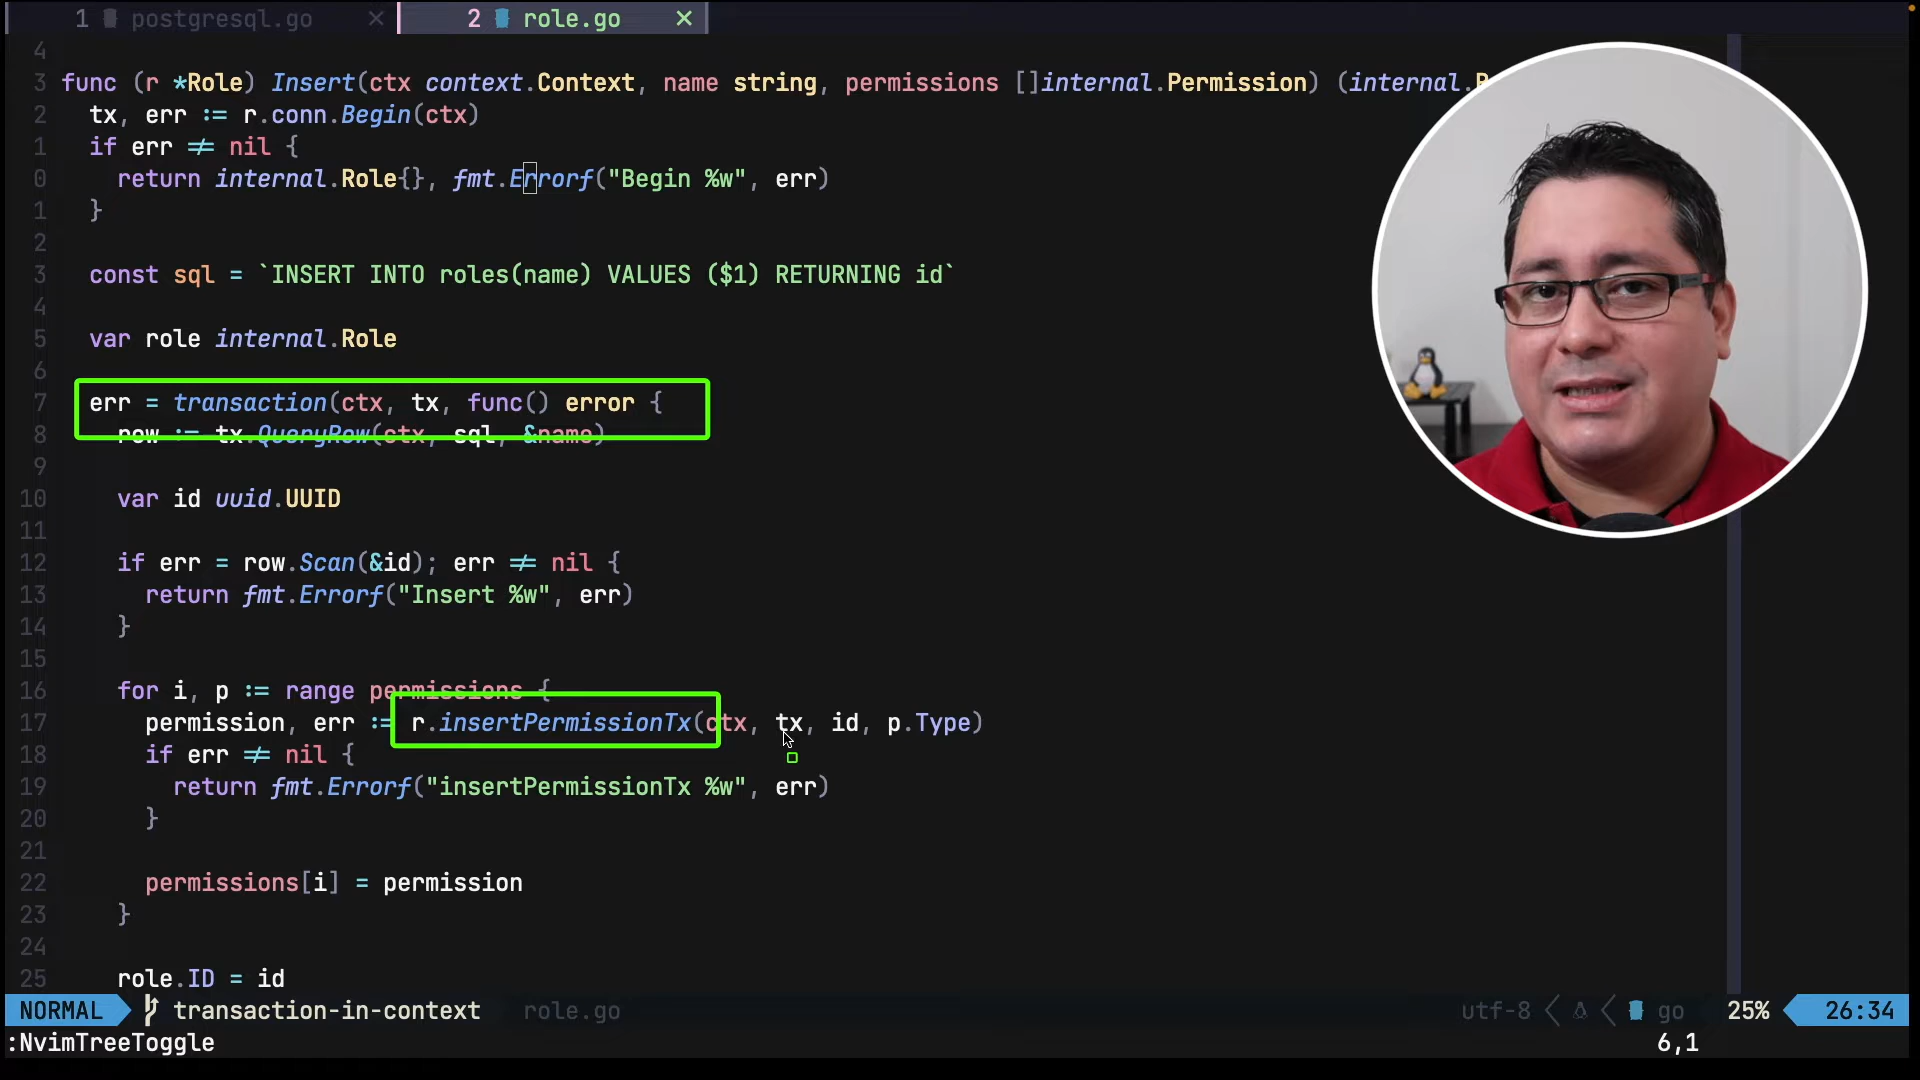 1 postgresql.go × 2 role.go ×
4
3 func (r *Role) Insert(ctx context.Context, name string, permissions []internal.Permission) (internal.
2 tx, err := r.conn.Begin(ctx)
1 if err != nil {
0 return internal.Role{}, fmt.Errorf("Begin %w", err)
1 }
2
3 const sql = `INSERT INTO roles(name) VALUES ($1) RETURNING id`
4
5 var role internal.Role
6
7 err = transaction(ctx, tx, func() error {
8 row := tx.QueryRow(ctx, sql, &name)
9
10 var id uuid.UUID
11
12 if err = row.Scan(&id); err != nil {
13 return fmt.Errorf("Insert %w", err)
14 }
15
16 for i, p := range permissions {
17 permission, err := r.insertPermissionTx(ctx, tx, id, p.Type)
18 if err != nil {
19 return fmt.Errorf("insertPermissionTx %w", err)
20 }
21
22 permissions[i] = permission
23 }
24
25 role.ID = id
NORMAL transaction-in-context role.go utf-8 go 25% 26:34
:NvimTreeToggle 6,1